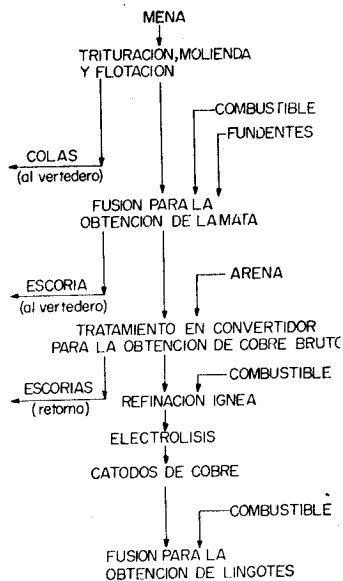 MENA
TRITURACION, MOLIENDA
Y FLOTACION
COMBUSTIBLE
FUNDENTES
COLAS
(al vertedero)
FUSION PARA LA
OBTENCION DE LA MATA
ESCORIA
(al vertedero)
ARENA
TRATAMIENTO EN CONVERTIDOR
PARA LA OBTENCION DE COBRE BRUTO
ESCORIAS
(retorno)
COMBUSTIBLE
REFINACION IGNEA
ELECTROLISIS
CATODOS DE COBRE
COMBUSTIBLE
FUSION PARA LA
OBTENCION DE LINGOTES